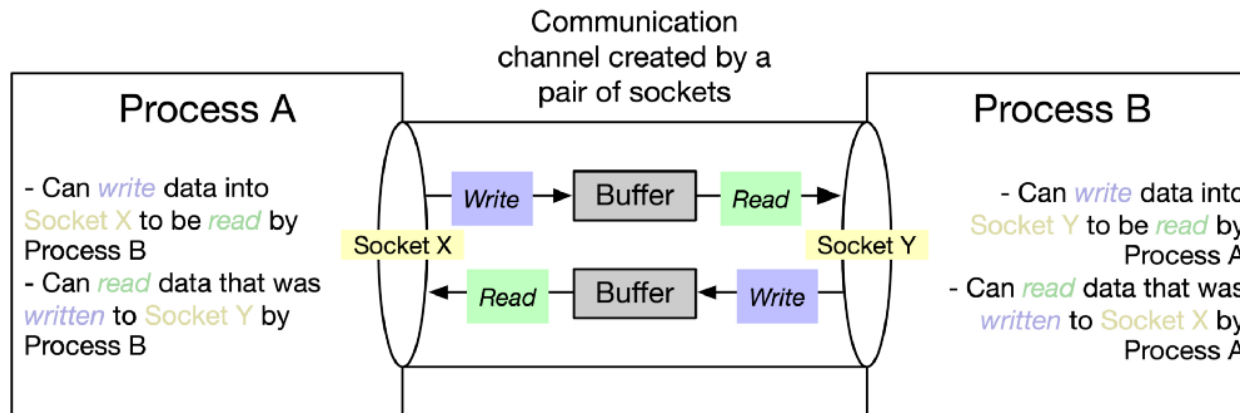 Communication
channel created by a
pair of sockets
Process A
- Can write data into
Socket X to be read by
Process B
- Can read data that was
written to Socket Y by
Process B
Write
Buffer
Read
Socket X
Socket Y
Read
Buffer
Write
Process B
- Can write data into
Socket Y to be read by
Process A
- Can read data that was
written to Socket X by
Process A